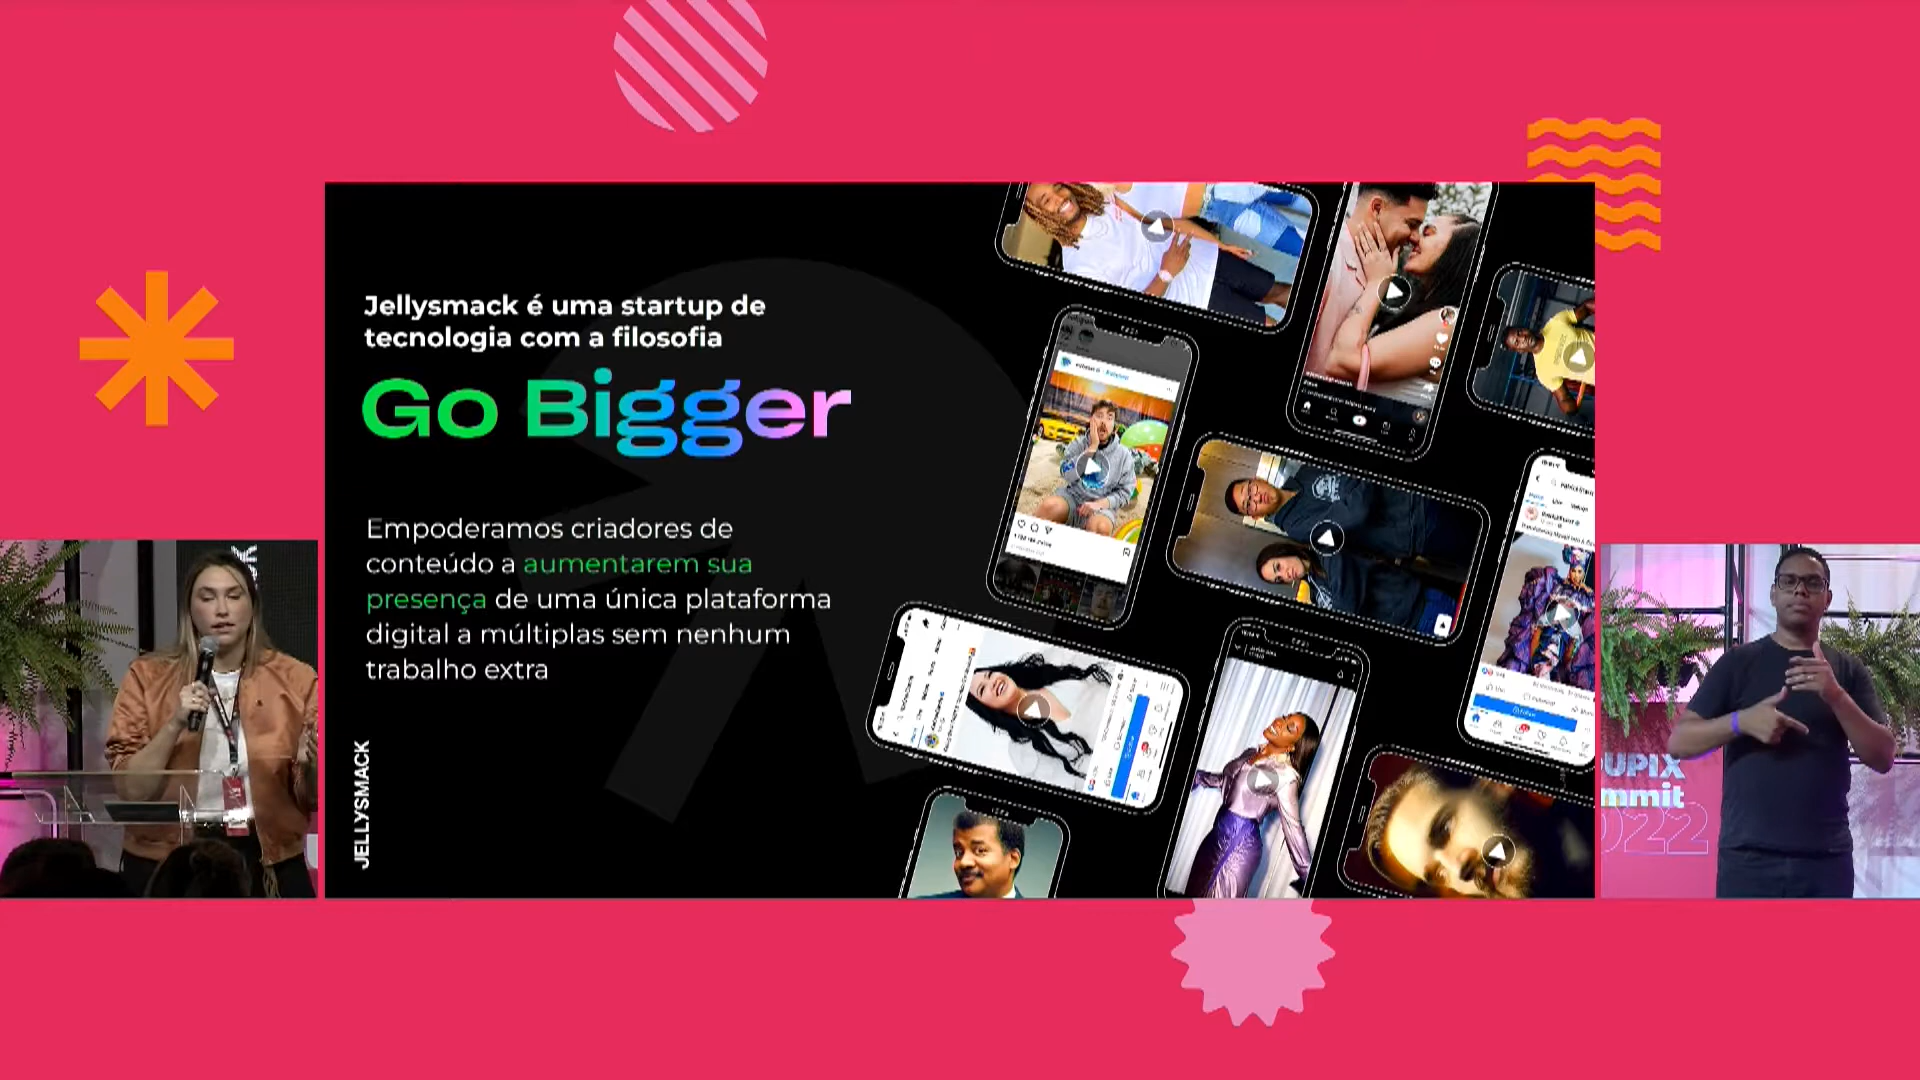 Jellysmack é uma startup de
tecnologia com a filosofia
Go Bigger
Empoderamos criadores de
conteúdo a aumentarem sua
presença de uma única plataforma
digital a múltiplas sem nenhum
trabalho extra
JELLYSMACK
UPIX
mmit
022